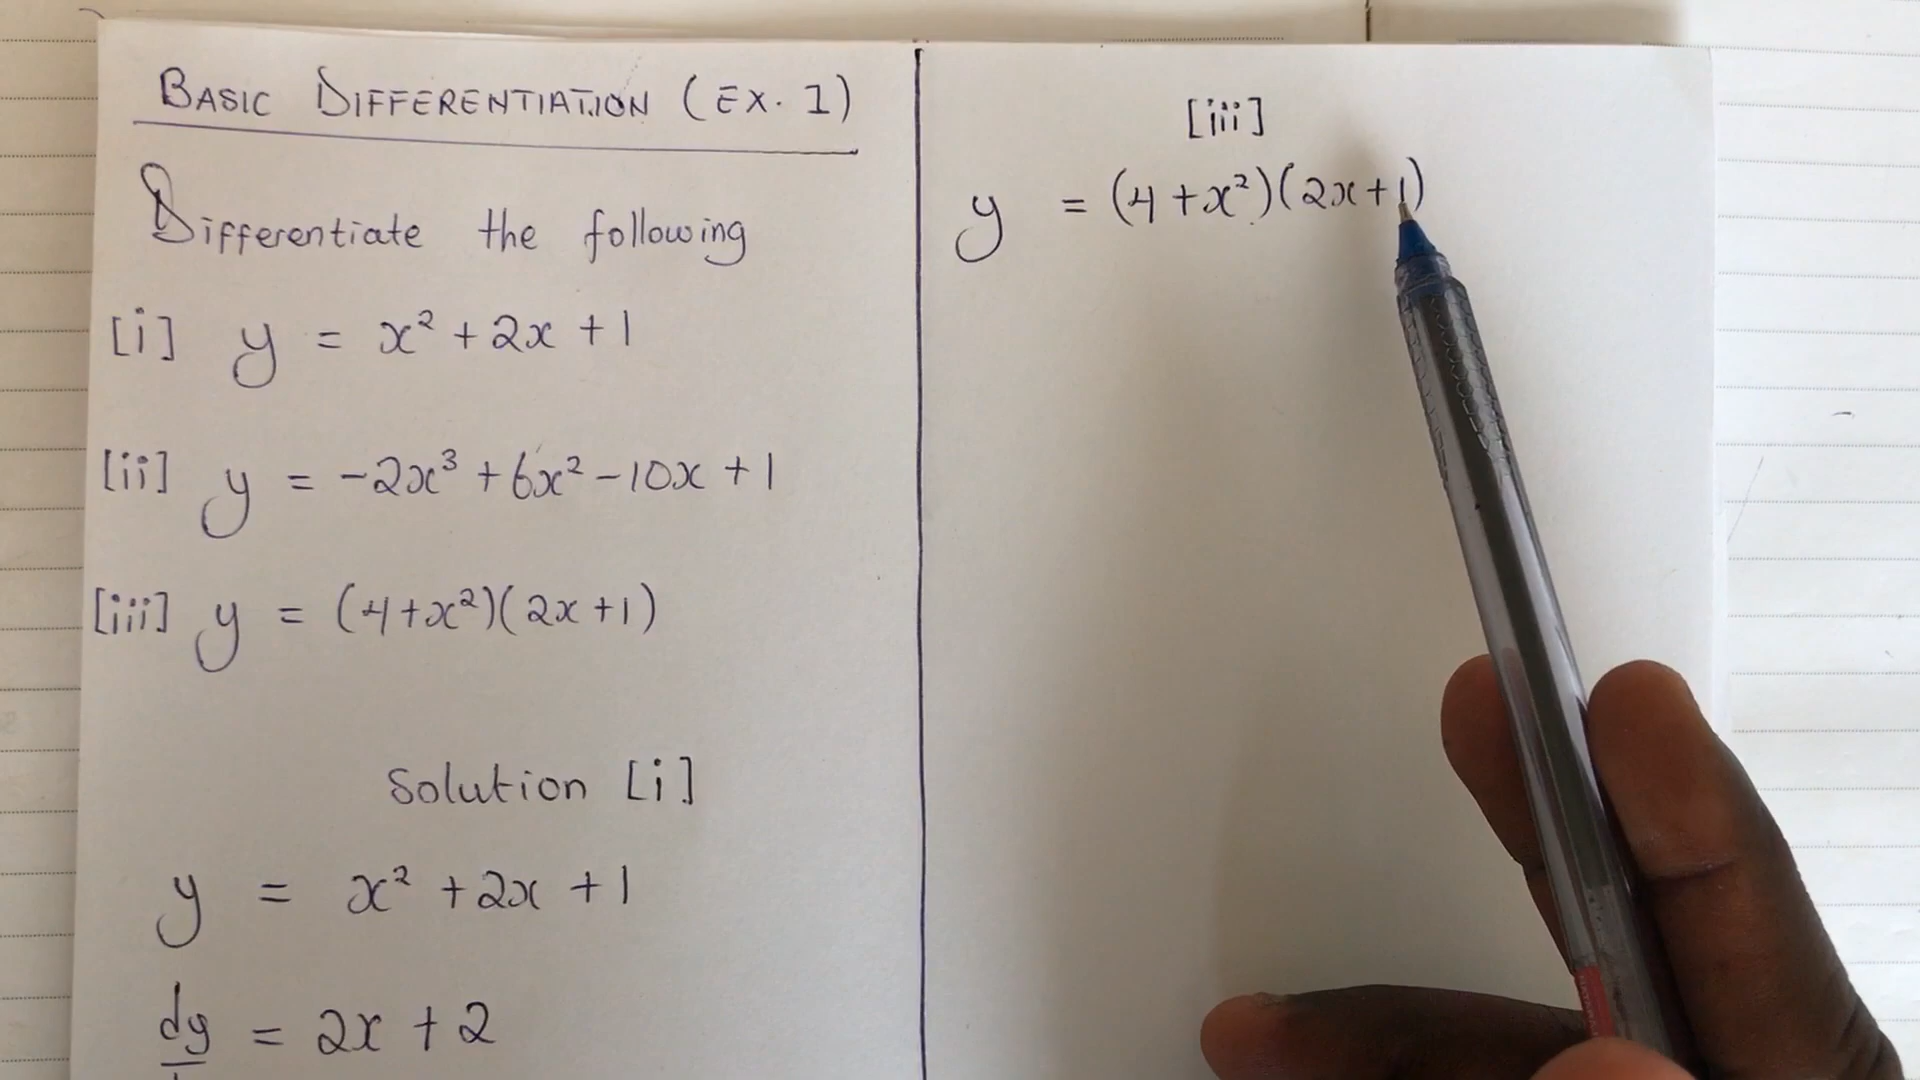 BASIC DIFFERENTIATION (EX. 1)
Differentiate the following
[i] y = x² + 2x + 1
[ii] y = -2x³ + 6x² - 10x + 1
[iii] y = (4+x²)(2x+1)
Solution [i]
y = x² + 2x + 1
dy = 2x + 2
[iii]
y = (4+x²)(2x+1)